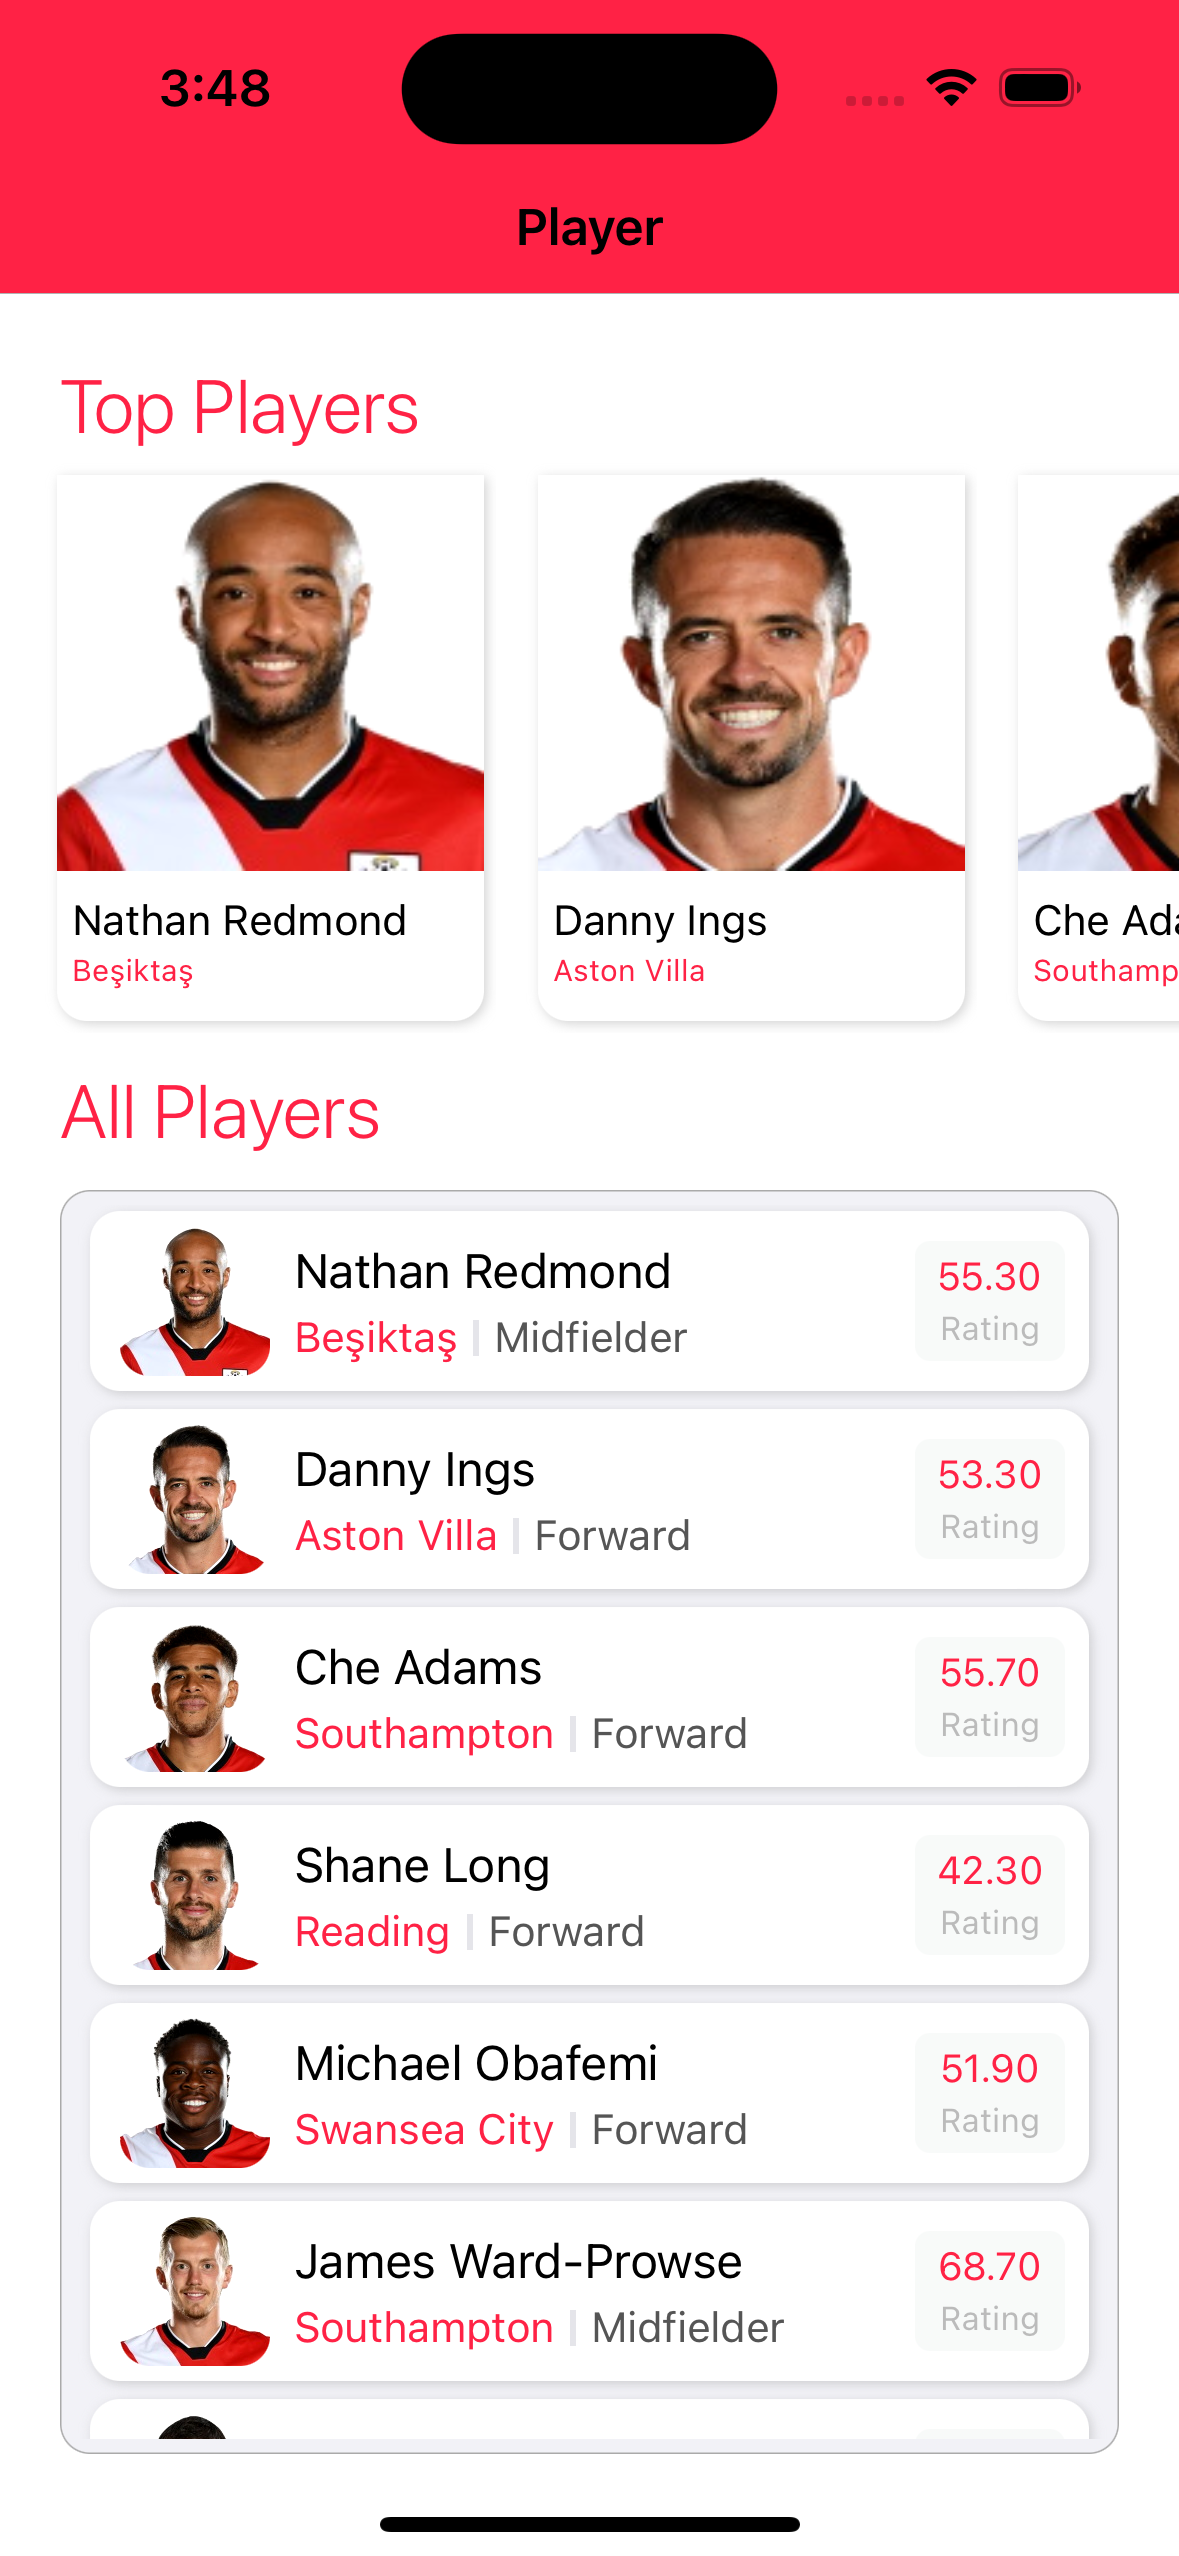 3:48
Player
Top Players
Nathan Redmond
Beşiktaş
Danny Ings
Aston Villa
Che Ada
Southamp
All Players
Nathan Redmond
Beşiktaş | Midfielder
55.30
Rating
Danny Ings
Aston Villa | Forward
53.30
Rating
Che Adams
Southampton | Forward
55.70
Rating
Shane Long
Reading | Forward
42.30
Rating
Michael Obafemi
Swansea City | Forward
51.90
Rating
James Ward-Prowse
Southampton | Midfielder
68.70
Rating